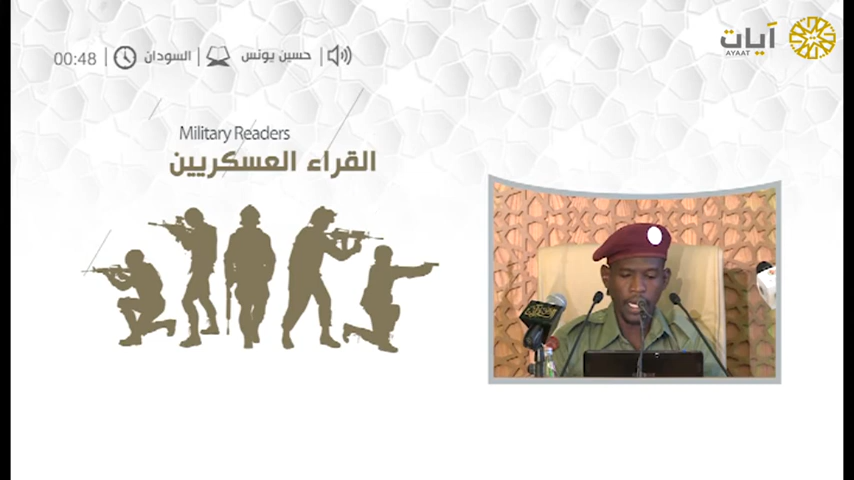 آيات
AYAAT
حسين يونس | السودان | 00:48
Military Readers
القراء العسكريين